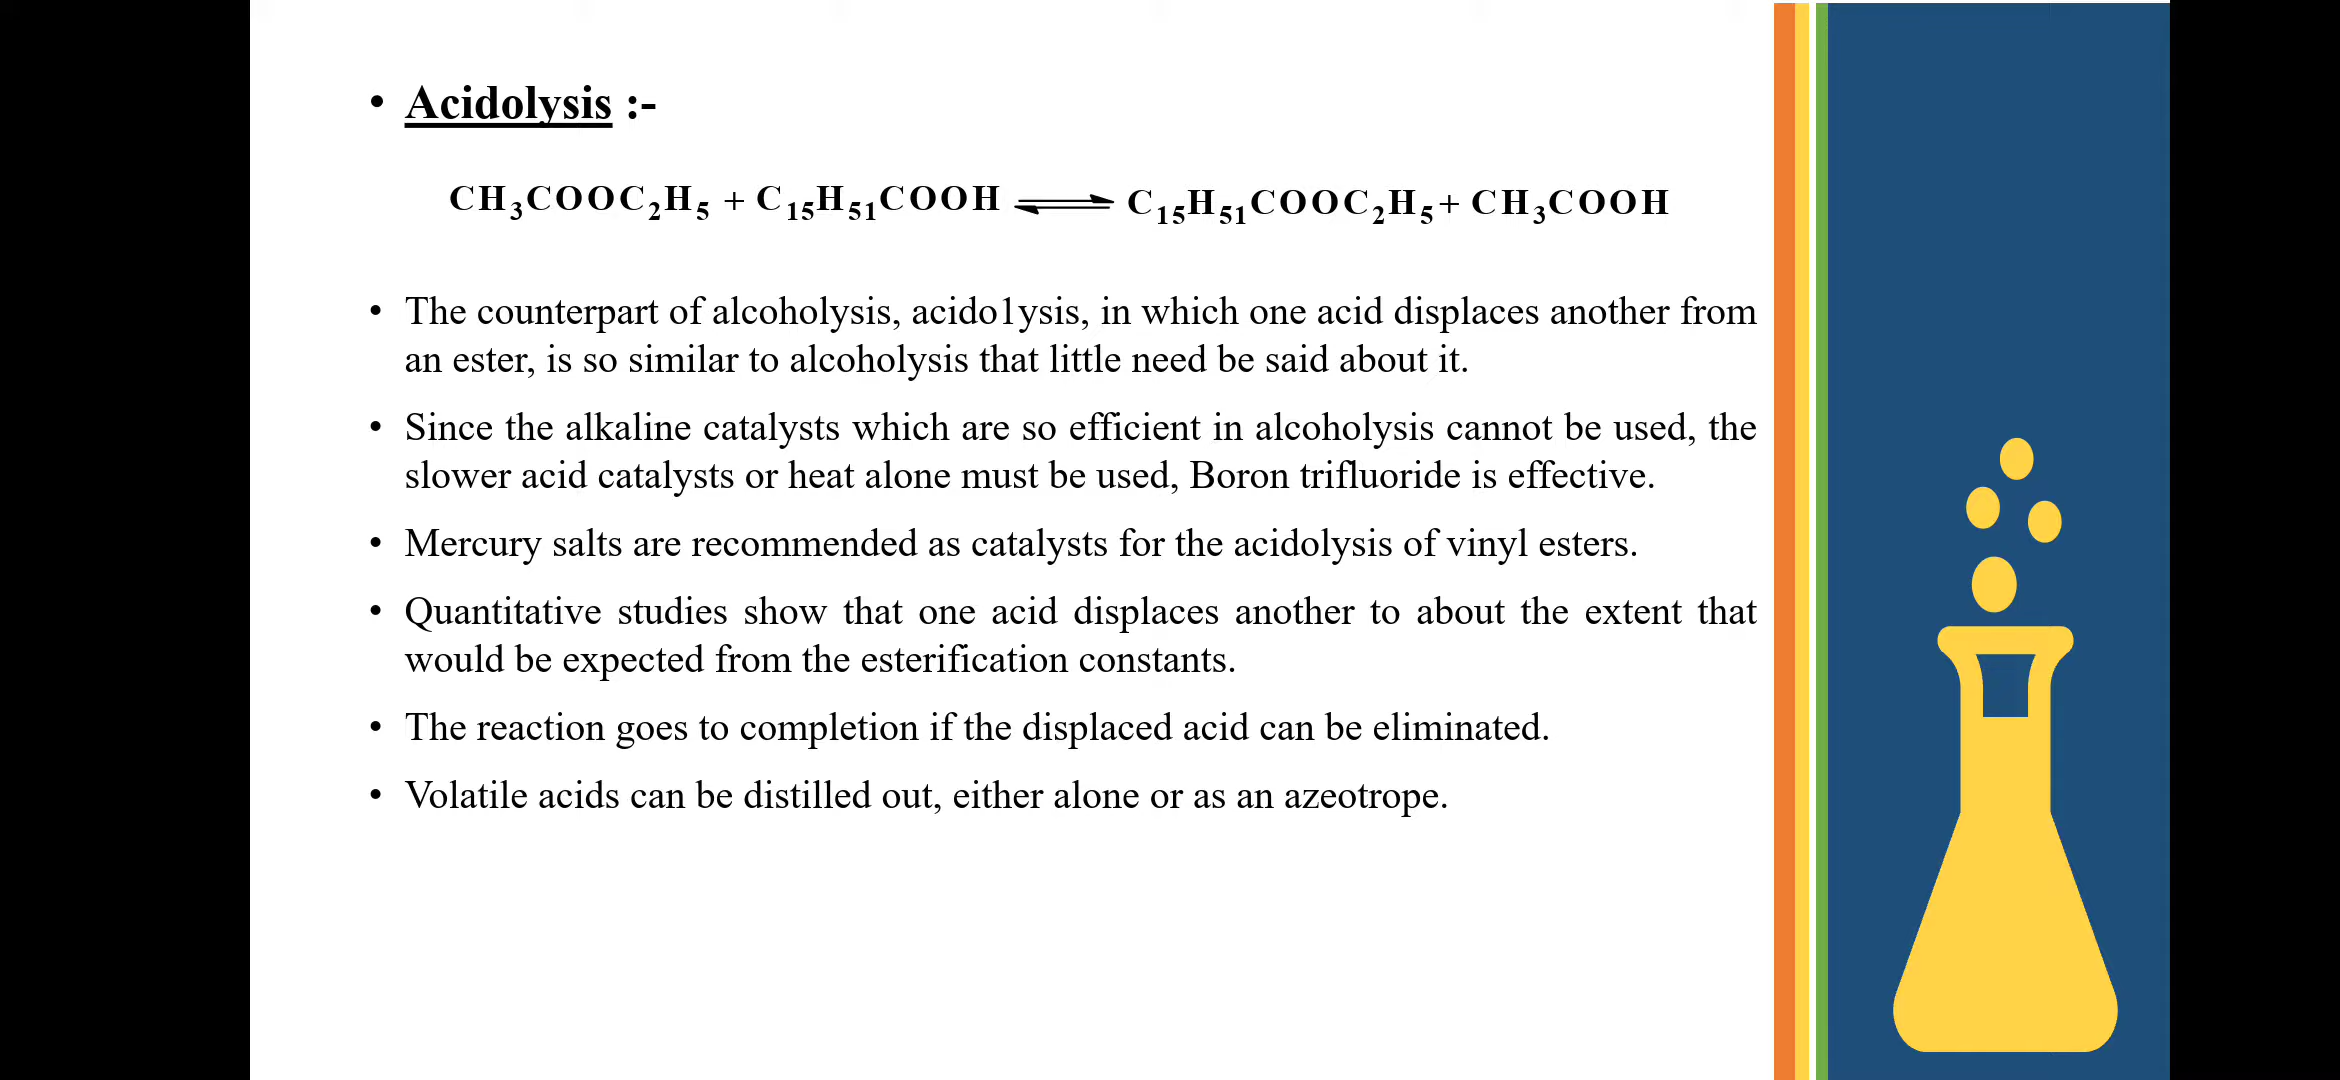 • Acidolysis :-
CH₃COOC₂H₅ + C₁₅H₅₁COOH ⇌ C₁₅H₅₁COOC₂H₅+ CH₃COOH
• The counterpart of alcoholysis, acido1ysis, in which one acid displaces another from
an ester, is so similar to alcoholysis that little need be said about it.
• Since the alkaline catalysts which are so efficient in alcoholysis cannot be used, the
slower acid catalysts or heat alone must be used, Boron trifluoride is effective.
• Mercury salts are recommended as catalysts for the acidolysis of vinyl esters.
• Quantitative studies show that one acid displaces another to about the extent that
would be expected from the esterification constants.
• The reaction goes to completion if the displaced acid can be eliminated.
• Volatile acids can be distilled out, either alone or as an azeotrope.